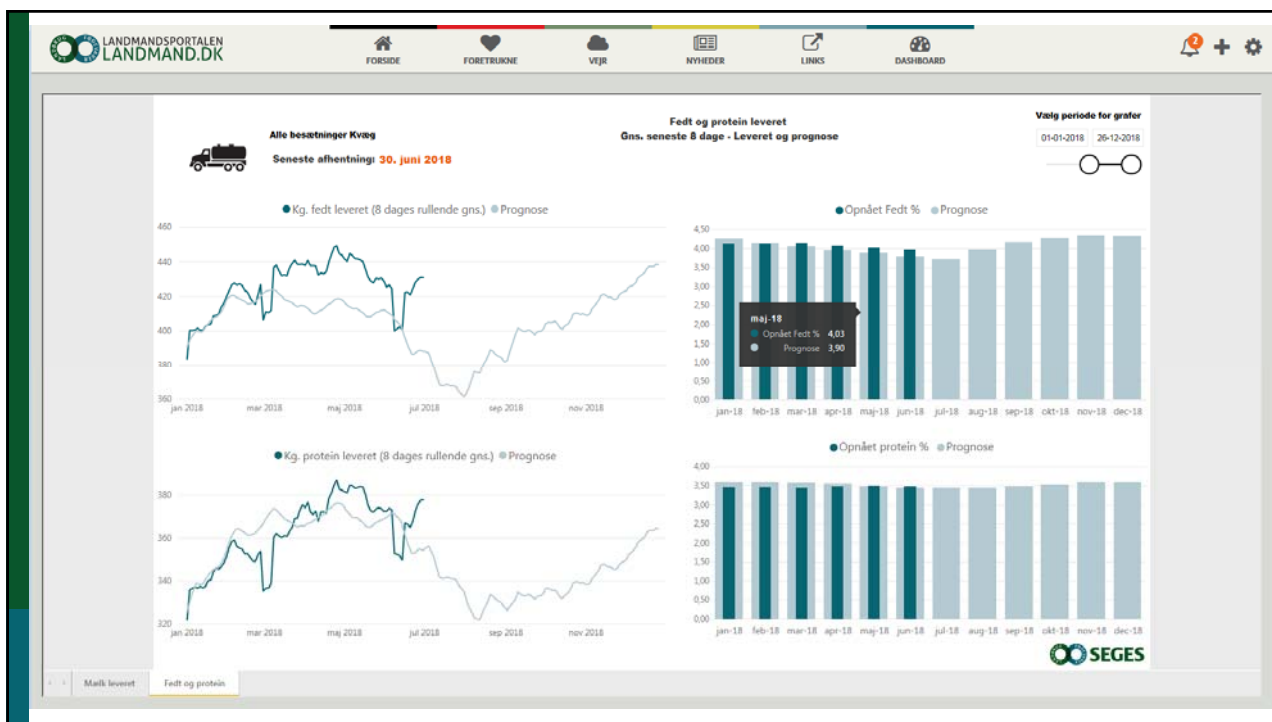 LANDMANDSPORTALEN
LANDMAND.DK
FORSIDE
FORETRUKNE
VEJR
NYHEDER
LINKS
DASHBOARD
2
Alle besætninger Kvæg
Seneste afhentning: 30. juni 2018
Fedt og protein leveret
Gns. seneste 8 dage - Leveret og prognose
Vælg periode for grafer
01-01-2018 26-12-2018
Kg. fedt leveret (8 dages rullende gns.) Prognose
460
440
420
400
380
360
jan 2018 mar 2018 maj 2018 jul 2018 sep 2018 nov 2018
Opnået Fedt % Prognose
4,50
4,00
3,50
3,00
2,50
2,00
1,50
1,00
0,50
0,00
maj-18
Opnået Fedt % 4,03
Prognose 3,90
jan-18 feb-18 mar-18 apr-18 maj-18 jun-18 jul-18 aug-18 sep-18 okt-18 nov-18 dec-18
Kg. protein leveret (8 dages rullende gns.) Prognose
380
360
340
320
jan 2018 mar 2018 maj 2018 jul 2018 sep 2018 nov 2018
Opnået protein % Prognose
4,00
3,50
3,00
2,50
2,00
1,50
1,00
0,50
0,00
jan-18 feb-18 mar-18 apr-18 maj-18 jun-18 jul-18 aug-18 sep-18 okt-18 nov-18 dec-18
SEGES
Mælk leveret Fedt og protein